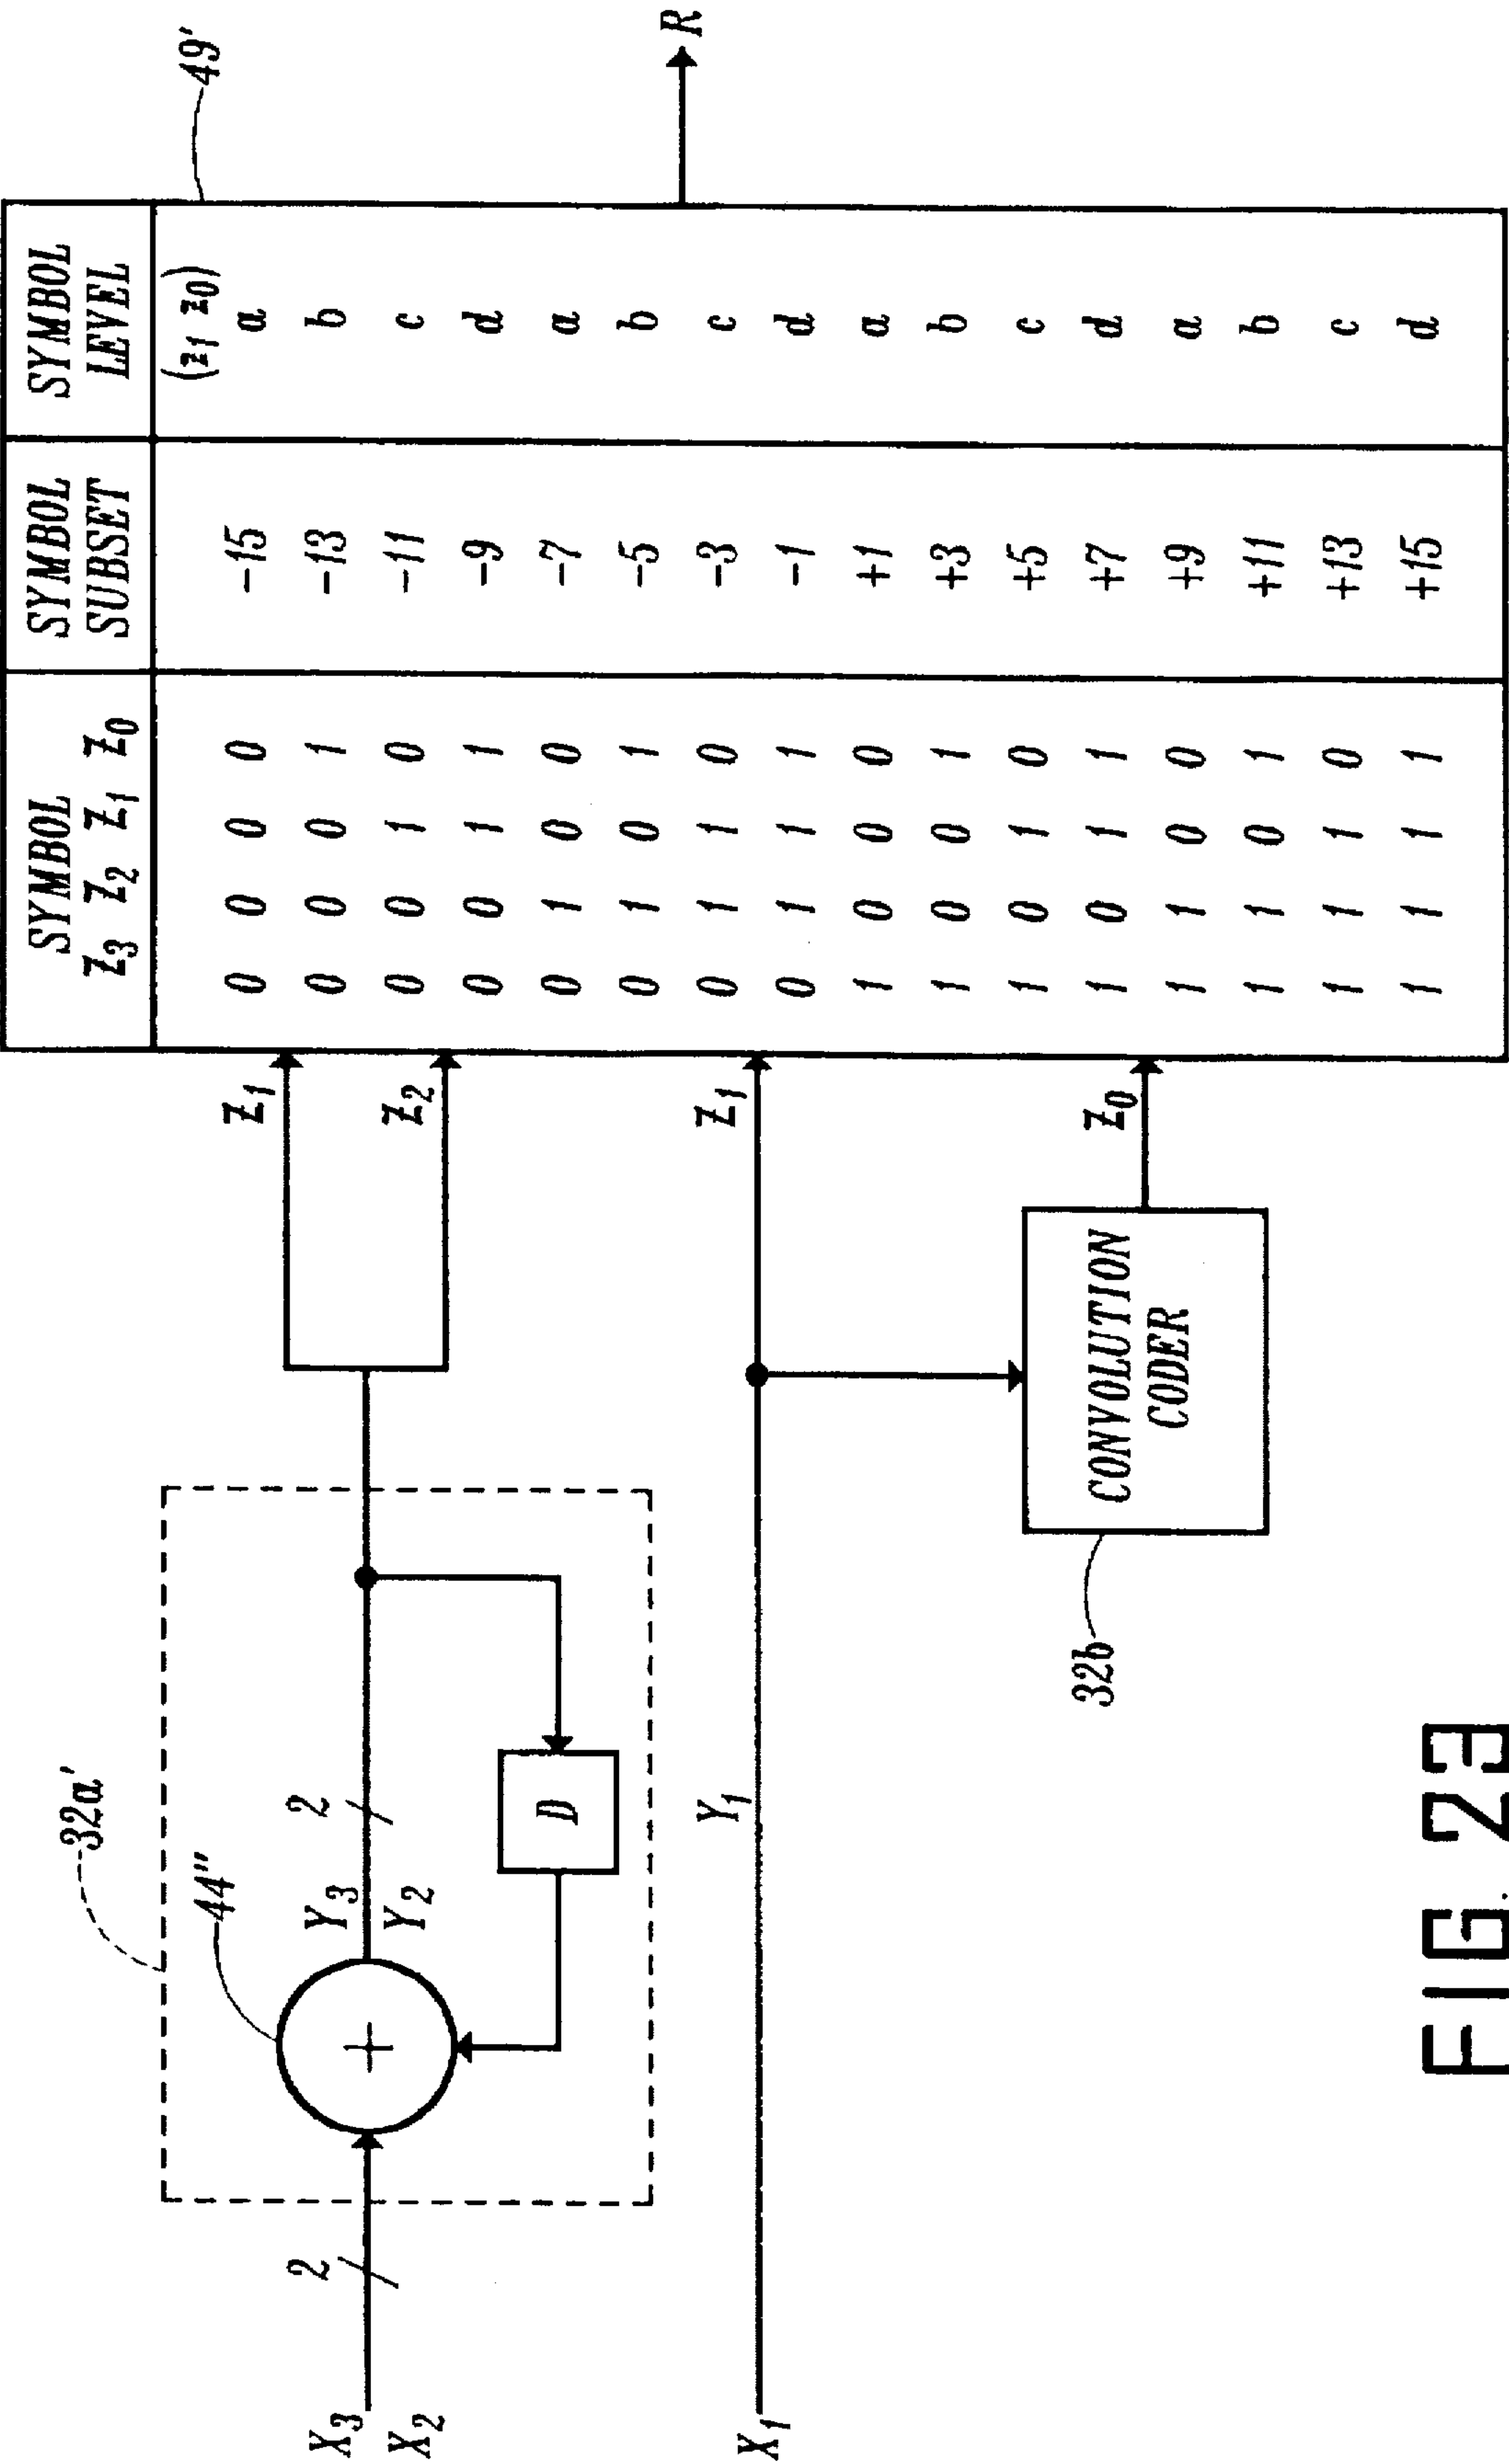 32a'
44"
X3
X2
2
Y3
Y2
2
D
+
X1
Y1
Z1
Z2
Z1
Z0
CONVOLUTION
CODER
32b
49'
R
SYMBOL SYMBOL SYMBOL
Z3 Z2 Z1 Z0 SUBSET LEVEL
(z1 z0)
0 0 0 0 -15 a
0 0 0 1 -13 b
0 0 1 0 -11 c
0 0 1 1 -9 d
0 1 0 0 -7 a
0 1 0 1 -5 b
0 1 1 0 -3 c
0 1 1 1 -1 d
1 0 0 0 +1 a
1 0 0 1 +3 b
1 0 1 0 +5 c
1 0 1 1 +7 d
1 1 0 0 +9 a
1 1 0 1 +11 b
1 1 1 0 +13 c
1 1 1 1 +15 d
FIG. 23